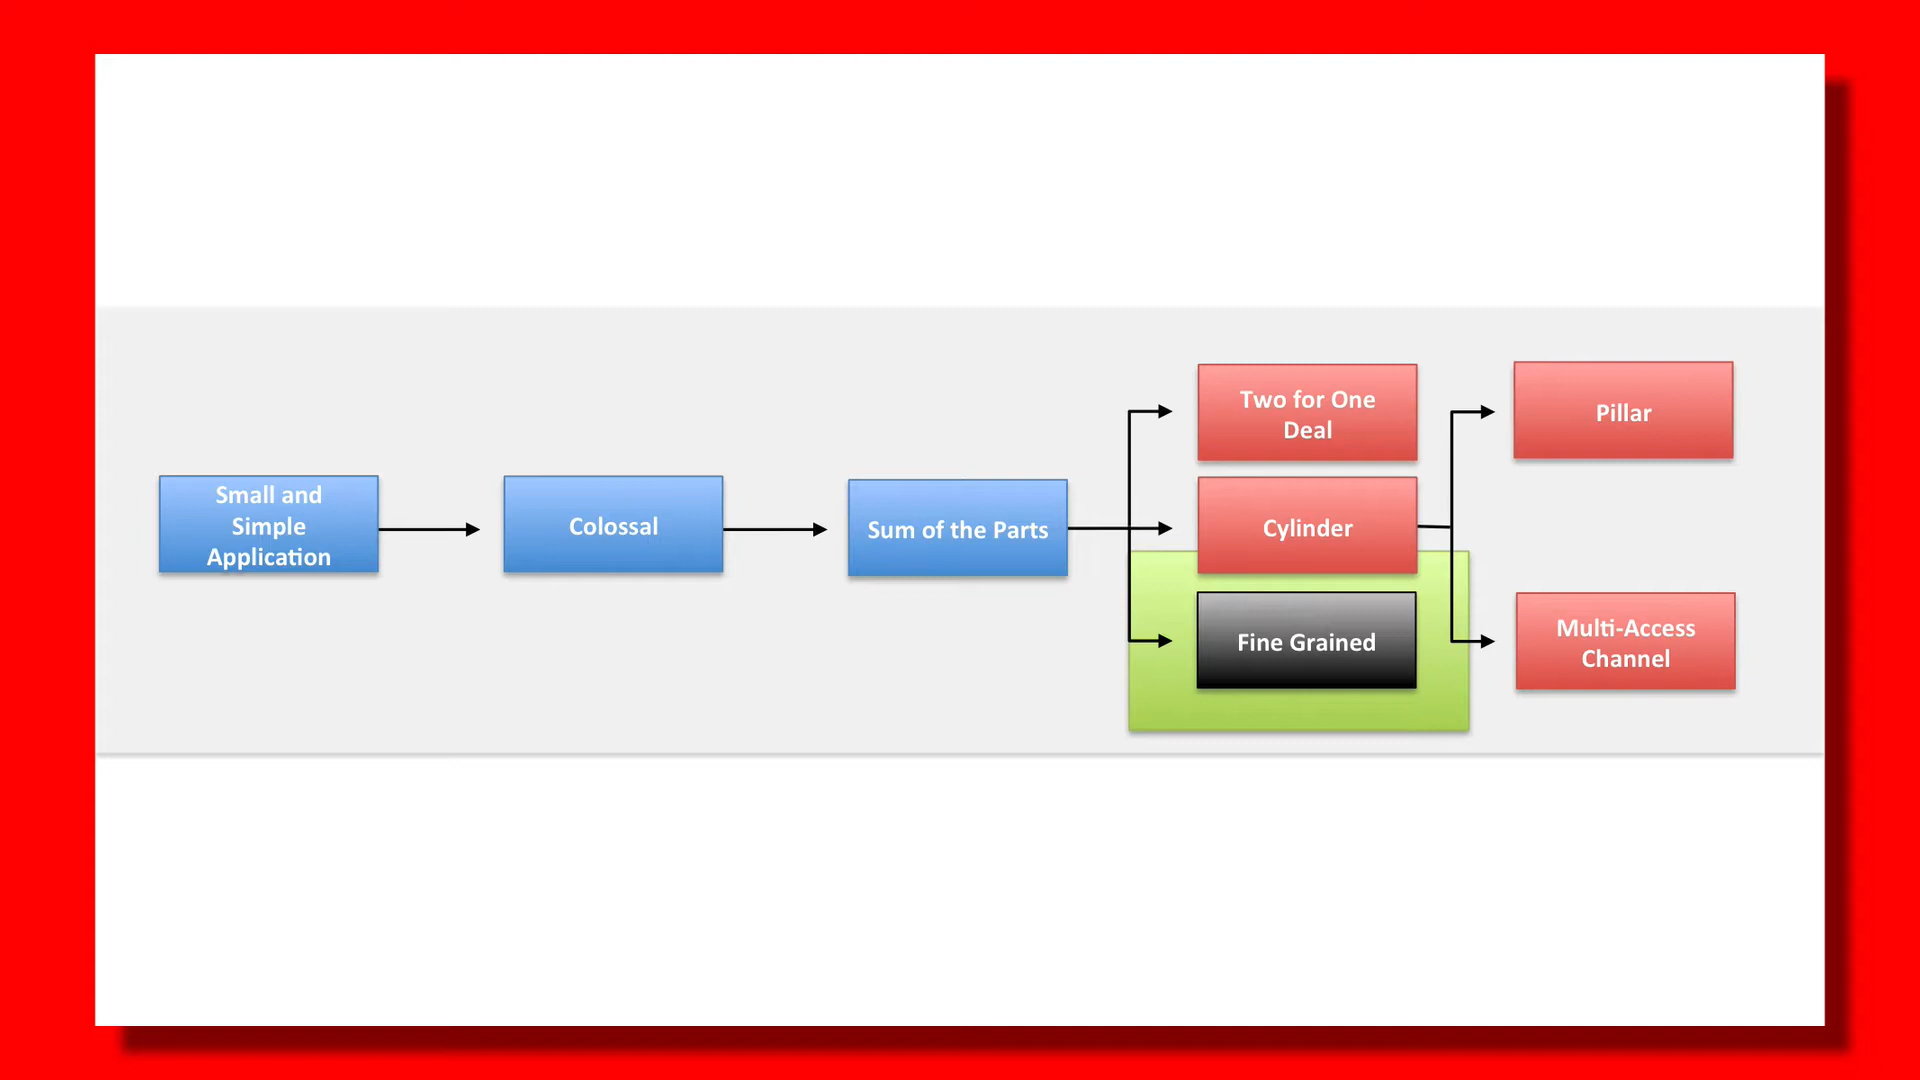 Small and
Simple
Application
Colossal
Sum of the Parts
Two for One
Deal
Cylinder
Fine Grained
Pillar
Multi-Access
Channel